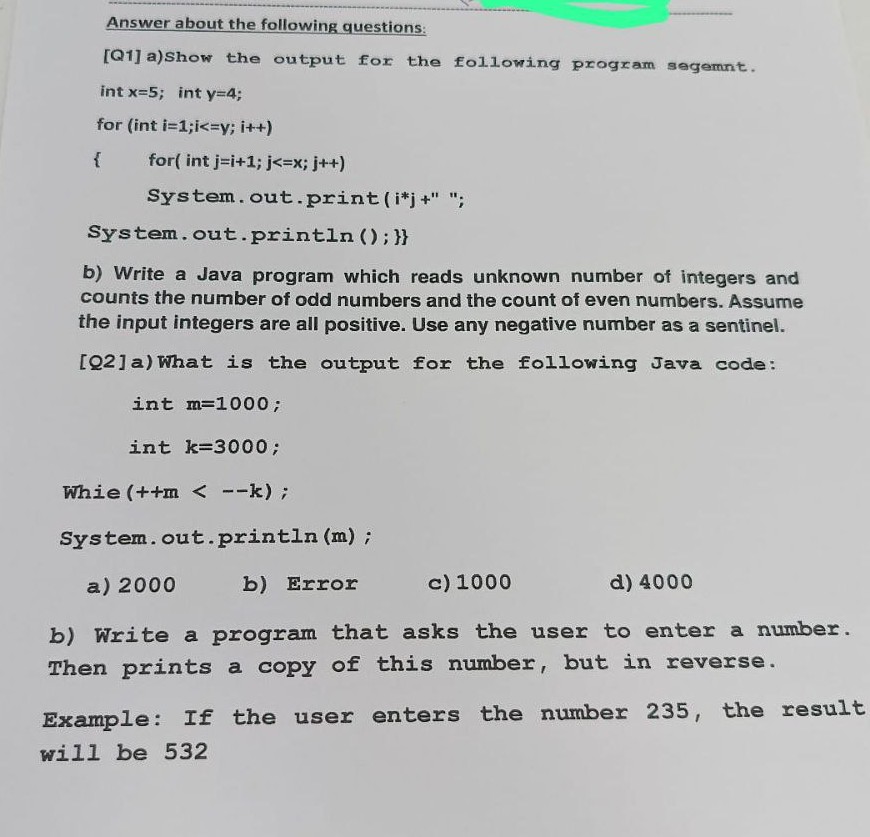 Answer about the following questions:
[Q1] a)Show the output for the following program segemnt.
int x=5; int y=4;
for (int i=1;i<=y; i++)
{ for( int j=i+1; j<=x; j++)
System.out.print(i*j+" ";
System.out.println();}}
b) Write a Java program which reads unknown number of integers and
counts the number of odd numbers and the count of even numbers. Assume
the input integers are all positive. Use any negative number as a sentinel.
[Q2]a)What is the output for the following Java code:
int m=1000;
int k=3000;
Whie(++m < --k);
System.out.println(m);
a)2000 b) Error c)1000 d)4000
b) Write a program that asks the user to enter a number.
Then prints a copy of this number, but in reverse.
Example: If the user enters the number 235, the result
will be 532